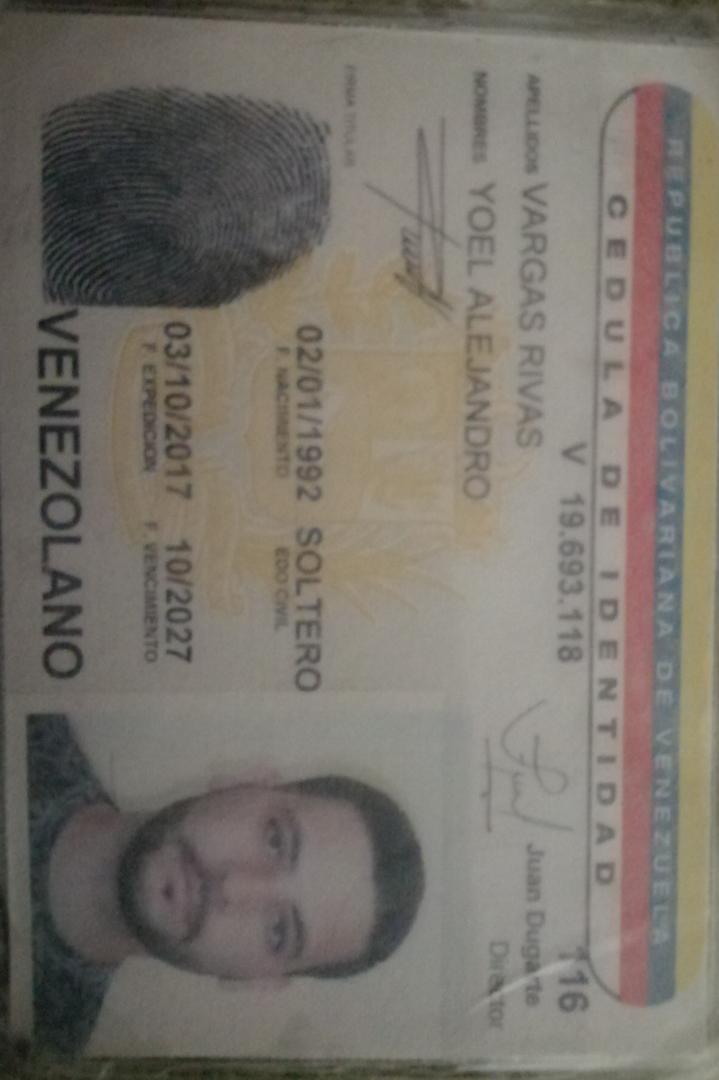 REPUBLICA BOLIVARIANA DE VENEZUELA
CEDULA DE IDENTIDAD
V 19.693.118
116
APELLIDOS VARGAS RIVAS
Juan Dugarte
Director
NOMBRES YOEL ALEJANDRO
FIRMA TITULAR
02/01/1992 SOLTERO
F. NACIMIENTO EDO CIVIL
03/10/2017 10/2027
F. EXPEDICION F. VENCIMIENTO
VENEZOLANO